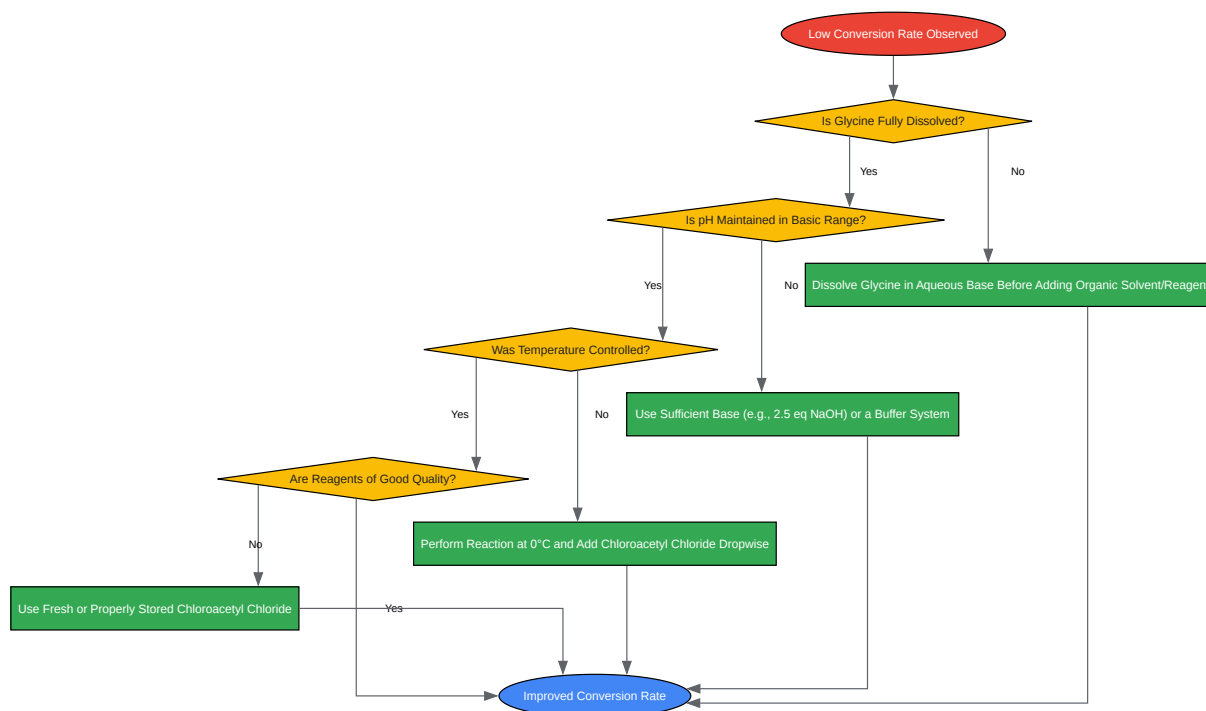 Low Conversion Rate Observed
Is Glycine Fully Dissolved?
Yes
No
Is pH Maintained in Basic Range?
Dissolve Glycine in Aqueous Base Before Adding Organic Solvent/Reagen
Yes
No
Was Temperature Controlled?
Yes
No
Use Sufficient Base (e.g., 2.5 eq NaOH) or a Buffer System
Are Reagents of Good Quality?
No
Perform Reaction at 0°C and Add Chloroacetyl Chloride Dropwise
Use Fresh or Properly Stored Chloroacetyl Chloride
Yes
Improved Conversion Rate